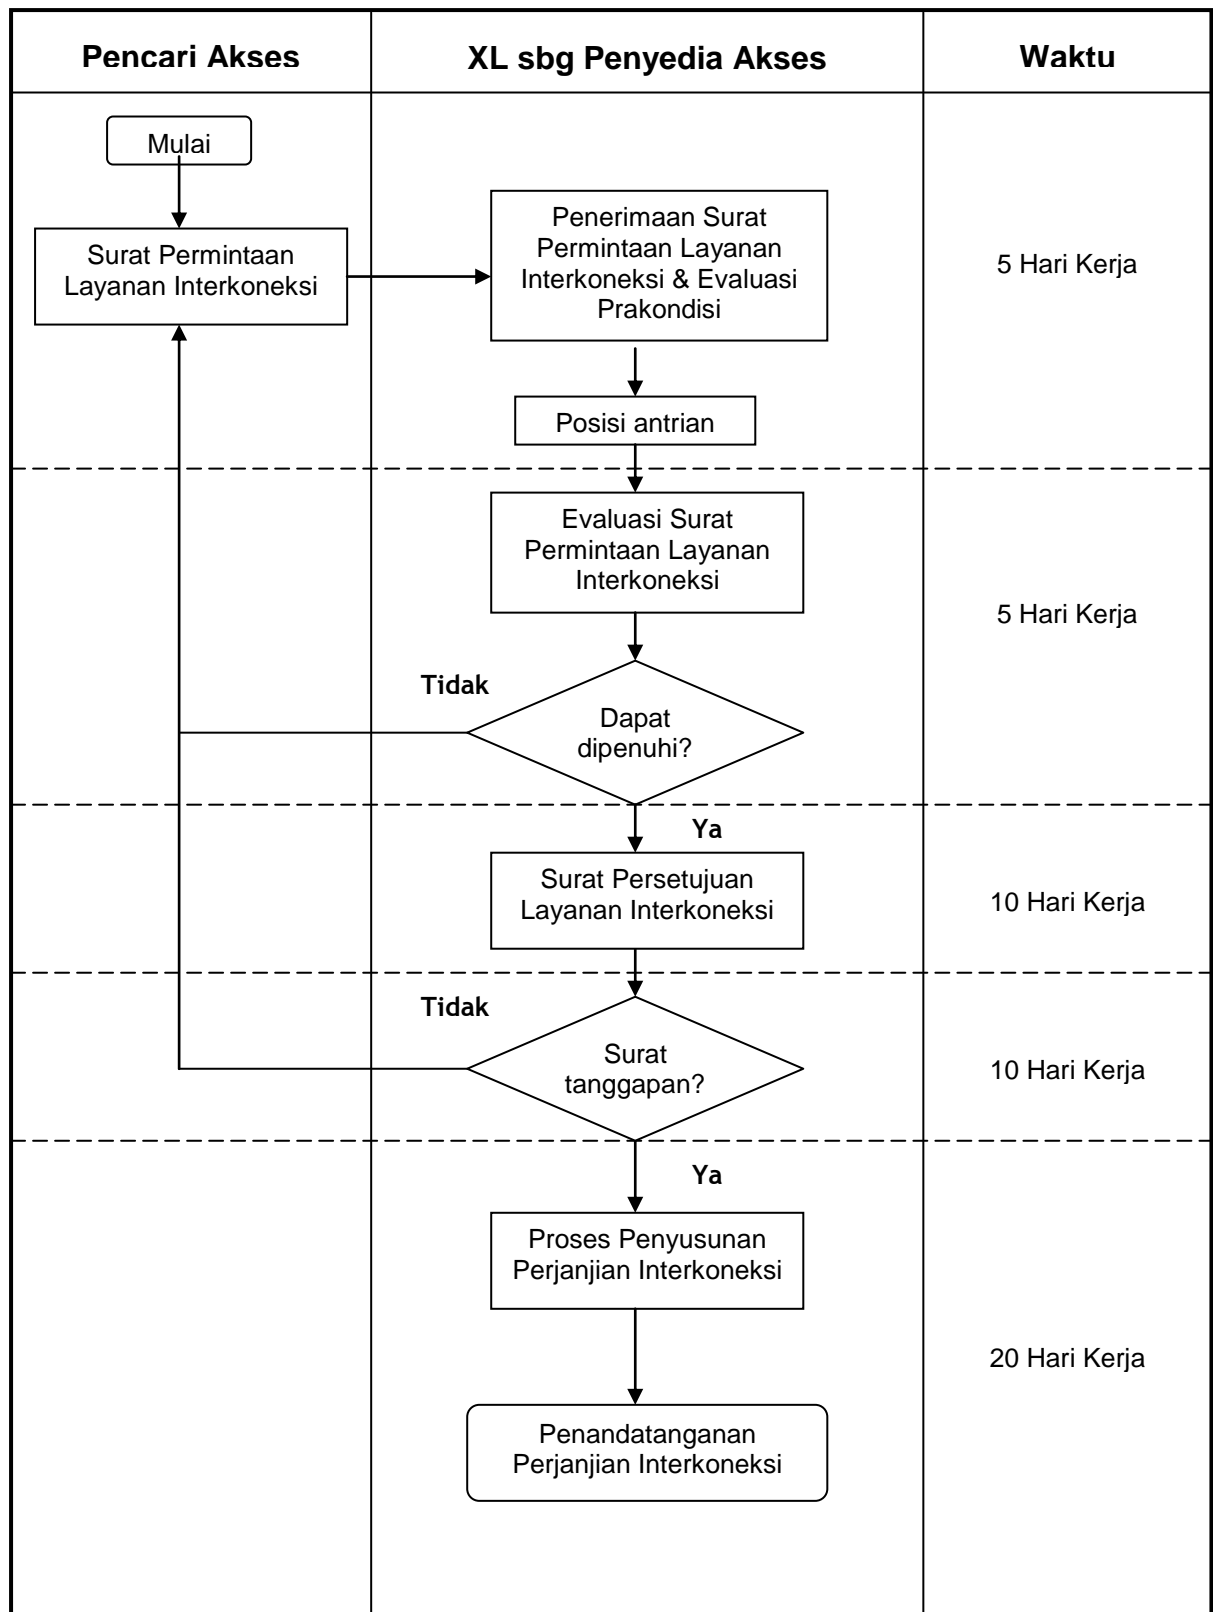 Pencari Akses
XL sbg Penyedia Akses
Waktu
Mulai
Surat Permintaan
Layanan Interkoneksi
Penerimaan Surat
Permintaan Layanan
Interkoneksi & Evaluasi
Prakondisi
5 Hari Kerja
Posisi antrian
Evaluasi Surat
Permintaan Layanan
Interkoneksi
5 Hari Kerja
Tidak
Dapat
dipenuhi?
Ya
Surat Persetujuan
Layanan Interkoneksi
10 Hari Kerja
Tidak
Surat
tanggapan?
10 Hari Kerja
Ya
Proses Penyusunan
Perjanjian Interkoneksi
20 Hari Kerja
Penandatanganan
Perjanjian Interkoneksi